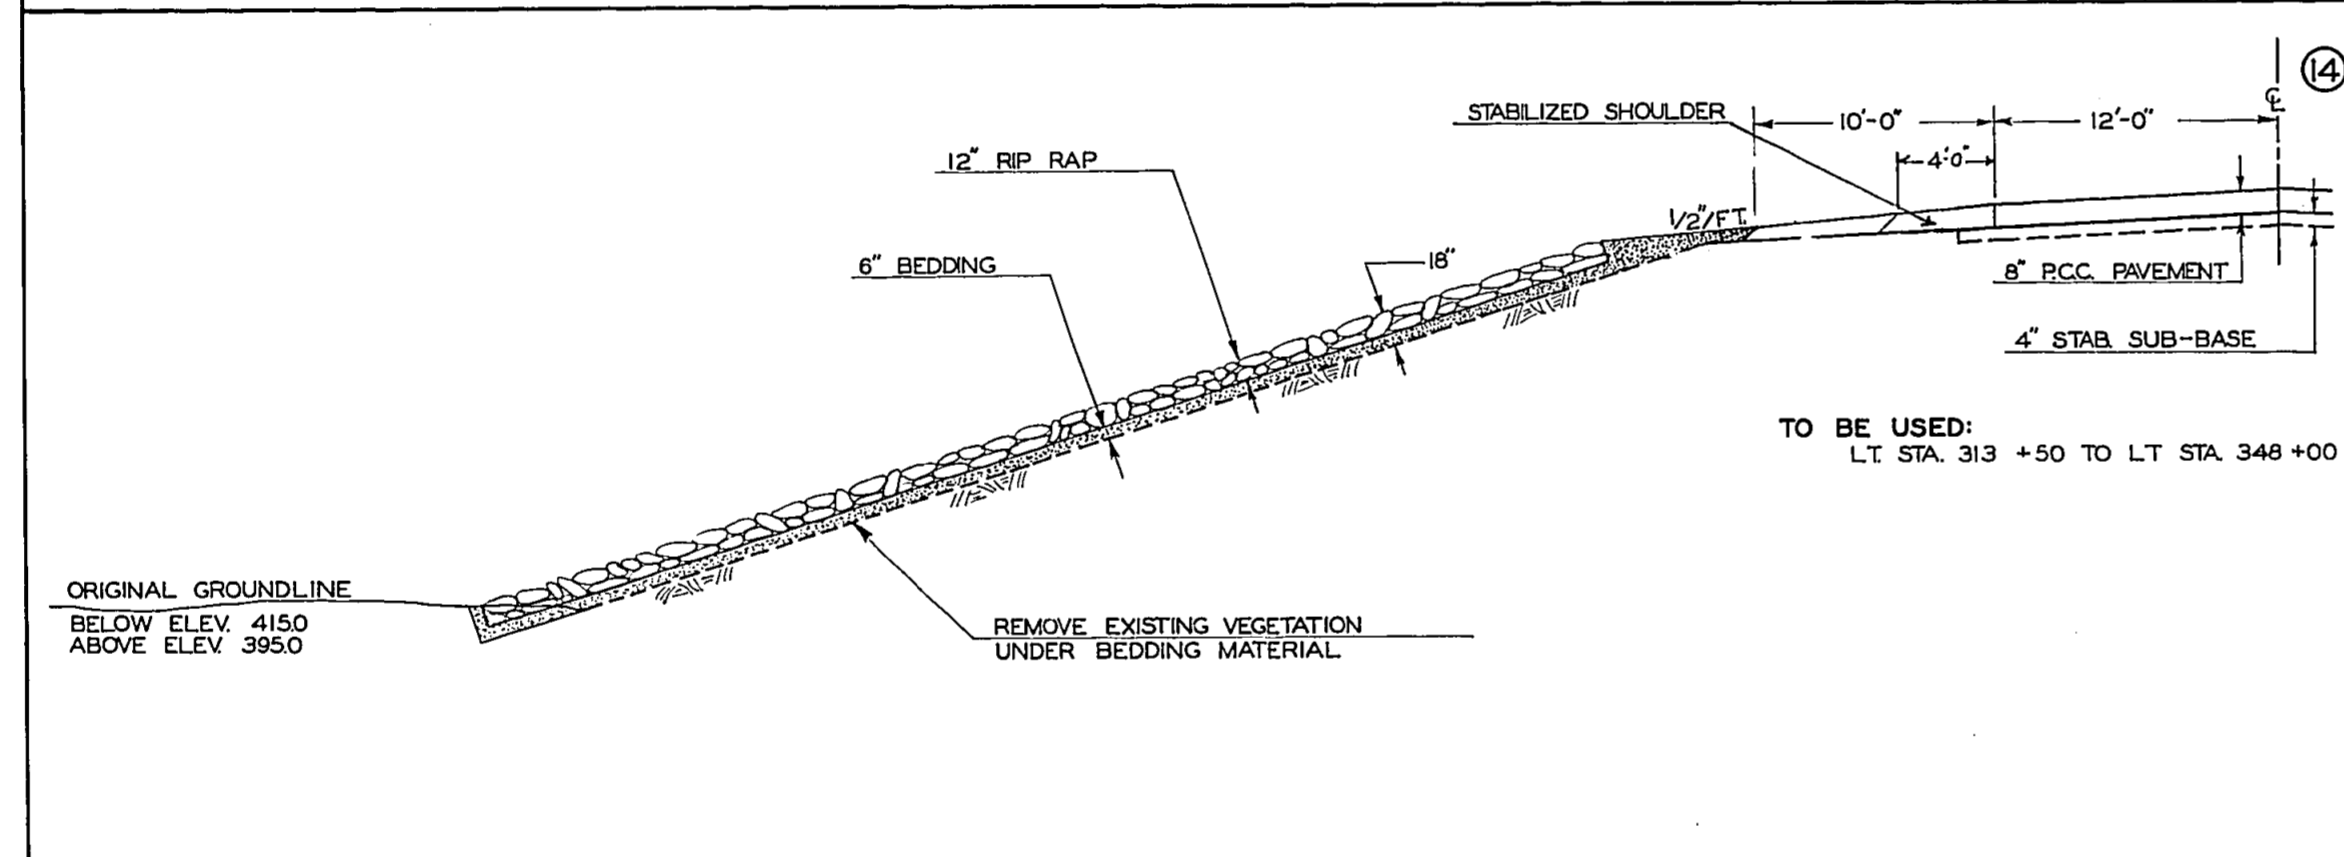 14
℄
STABILIZED SHOULDER
10'-0"
12'-0"
12" RIP RAP
4'-0"
1/2"/FT.
6" BEDDING
18"
8" P.C.C. PAVEMENT
4" STAB. SUB-BASE
TO BE USED:
LT. STA. 313 +50 TO LT STA. 348 +00
ORIGINAL GROUNDLINE
BELOW ELEV. 415.0
ABOVE ELEV. 395.0
REMOVE EXISTING VEGETATION
UNDER BEDDING MATERIAL.